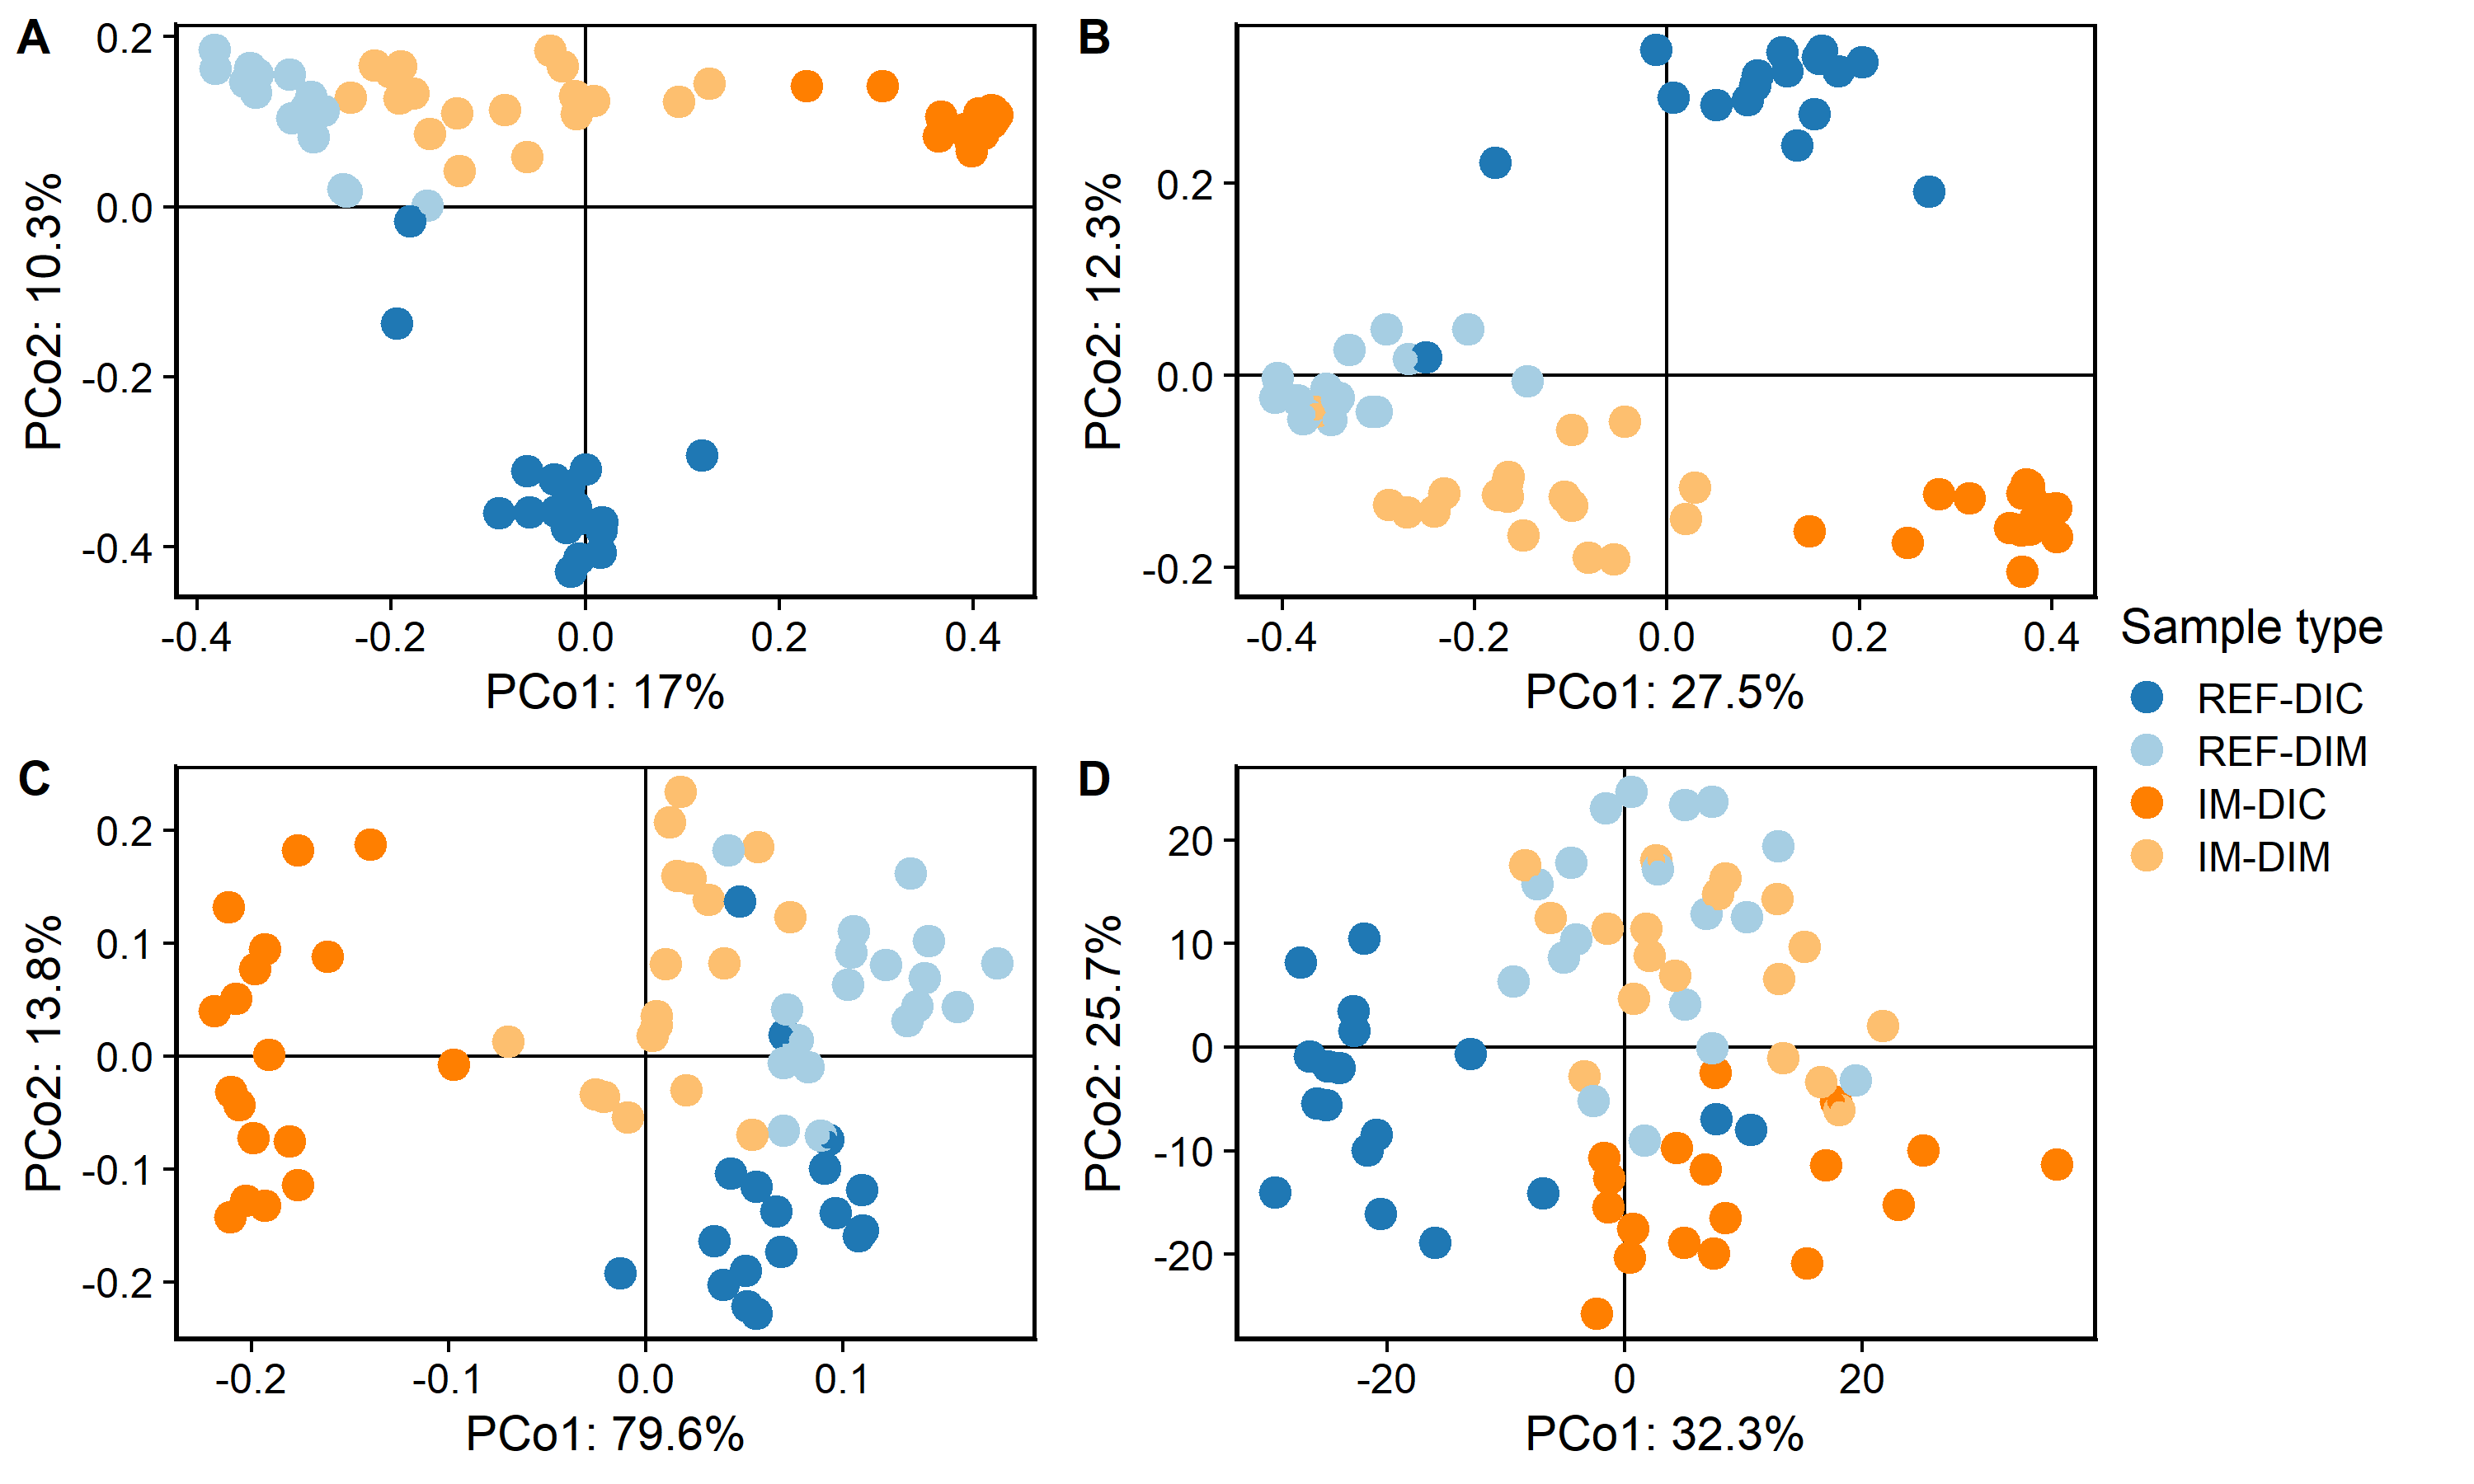 A
PCo2: 10.3%
0.2
0.0
-0.2
-0.4
-0.4
-0.2
0.0
0.2
0.4
PCo1: 17%
B
PCo2: 12.3%
0.2
0.0
-0.2
-0.4
-0.2
0.0
0.2
0.4
PCo1: 27.5%
Sample type
REF-DIC
REF-DIM
IM-DIC
IM-DIM
C
PCo2: 13.8%
0.2
0.1
0.0
-0.1
-0.2
-0.2
-0.1
0.0
0.1
PCo1: 79.6%
D
PCo2: 25.7%
20
10
0
-10
-20
-20
0
20
PCo1: 32.3%